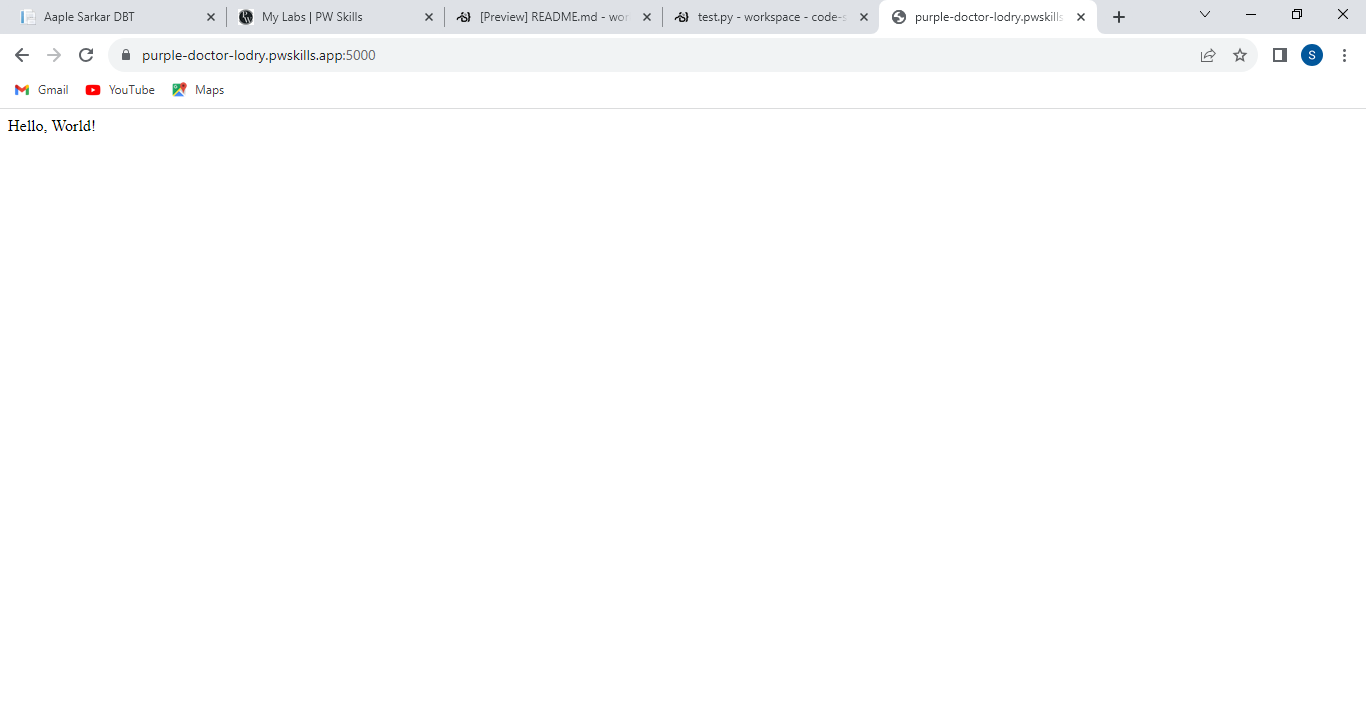 Aaple Sarkar DBT
My Labs | PW Skills
[Preview] README.md - wor
test.py - workspace - code-s
purple-doctor-lodry.pwskills
purple-doctor-lodry.pwskills.app:5000
S
Gmail
YouTube
Maps
Hello, World!